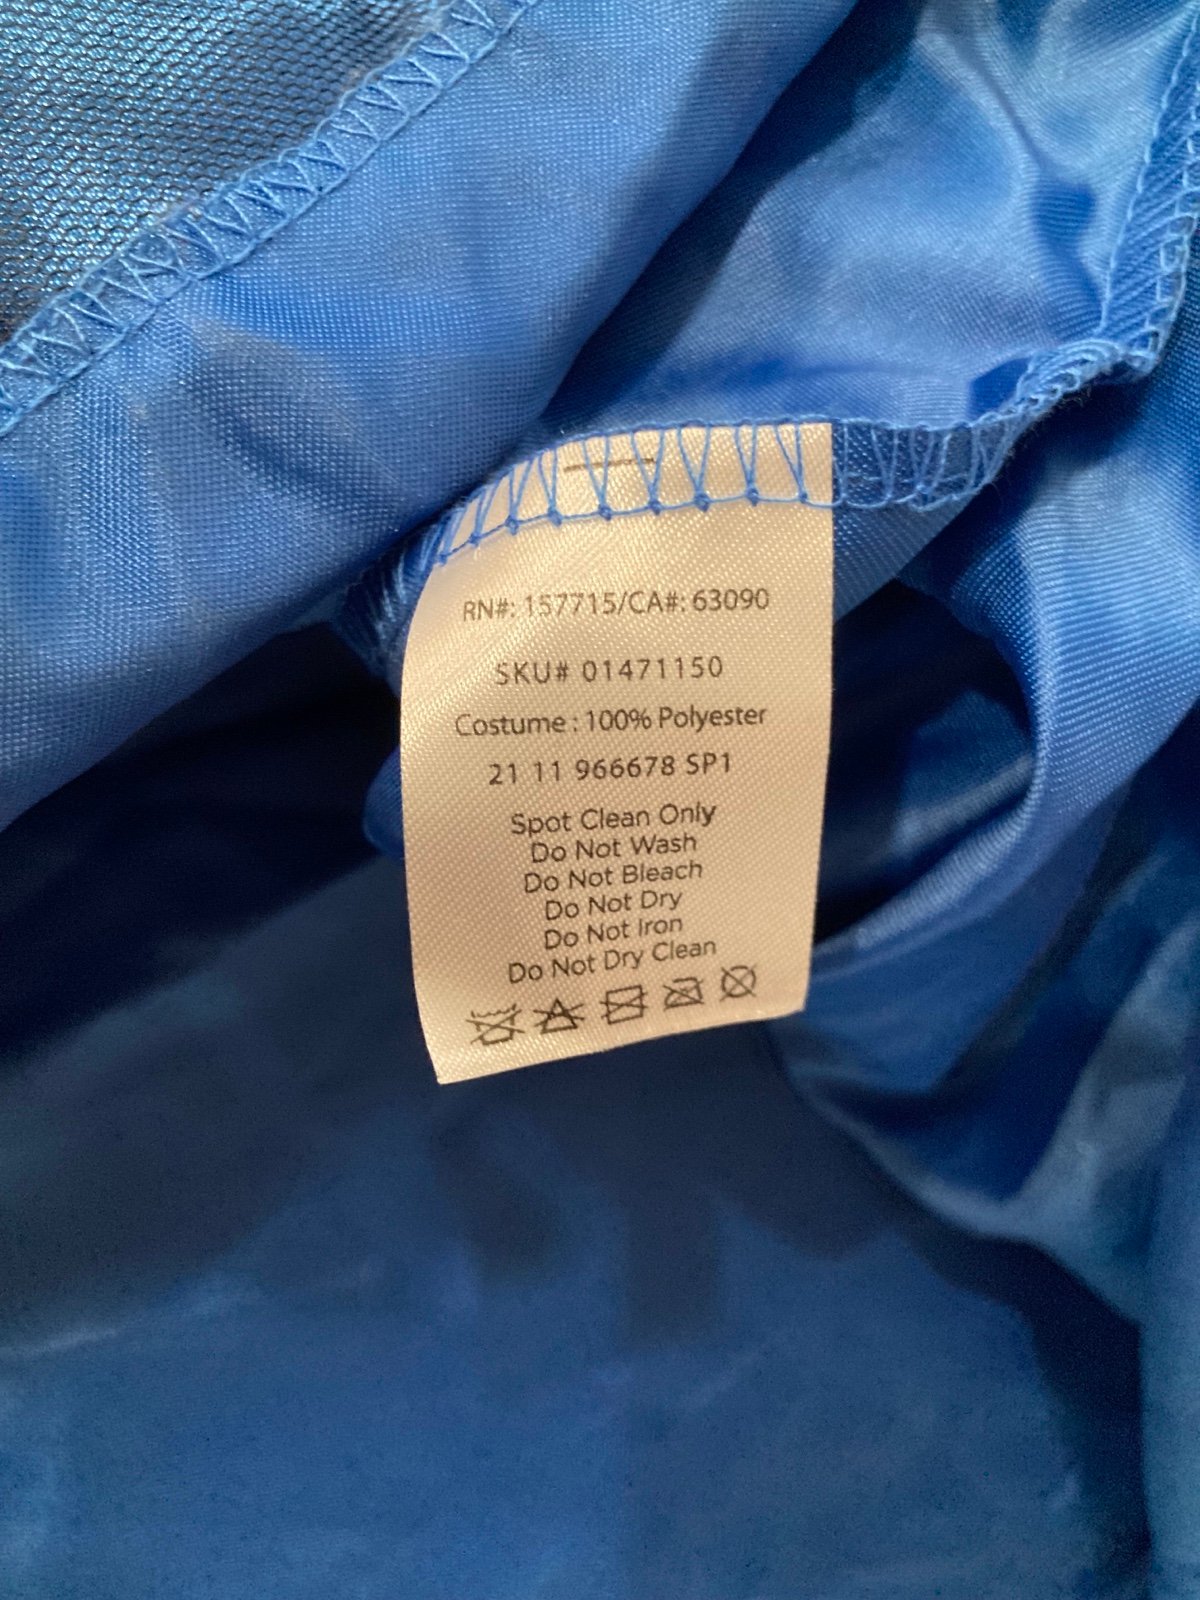 RN#: 157715/CA#: 63090
SKU# 01471150
Costume : 100% Polyester
21 11 966678 SP1
Spot Clean Only
Do Not Wash
Do Not Bleach
Do Not Dry
Do Not Iron
Do Not Dry Clean